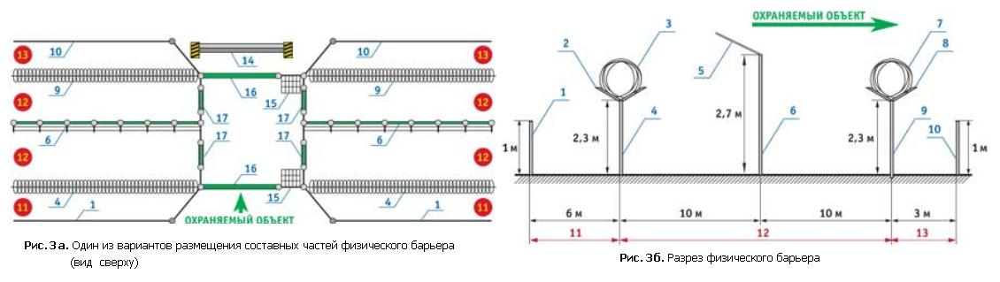 13
10
10
13
14
9
16
9
12
15
12
17
17
6
17
17
6
12
12
16
4
15
4
11
1
1
11
ОХРАНЯЕМЫЙ ОБЪЕКТ
Рис. 3а. Один из вариантов размещения составных частей физического барьера
(вид сверху)
ОХРАНЯЕМЫЙ ОБЪЕКТ
2
3
5
7
8
1
4
6
9
10
1 м
2,3 м
2,7 м
2,3 м
1 м
6 м
10 м
10 м
3 м
11
12
13
Рис. 3б. Разрез физического барьера